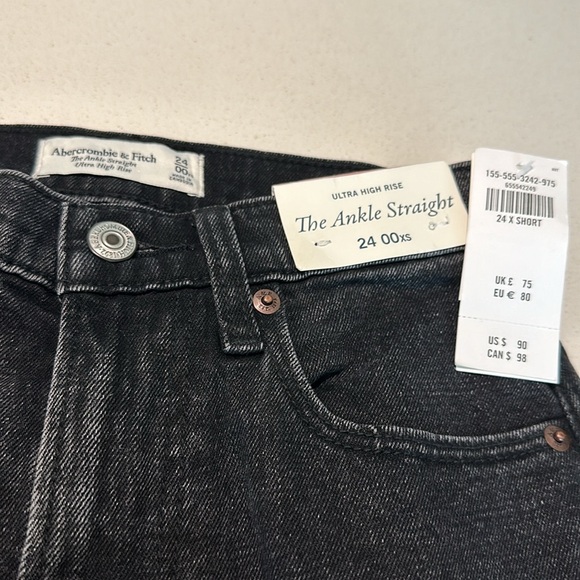 Abercrombie & Fitch
The Ankle Straight
Ultra High Rise
24
00XS
ULTRA HIGH RISE
The Ankle Straight
24 00XS
155-555-3242-975
24 X SHORT
UK £ 75
EU € 80
US $ 90
CAN $ 98